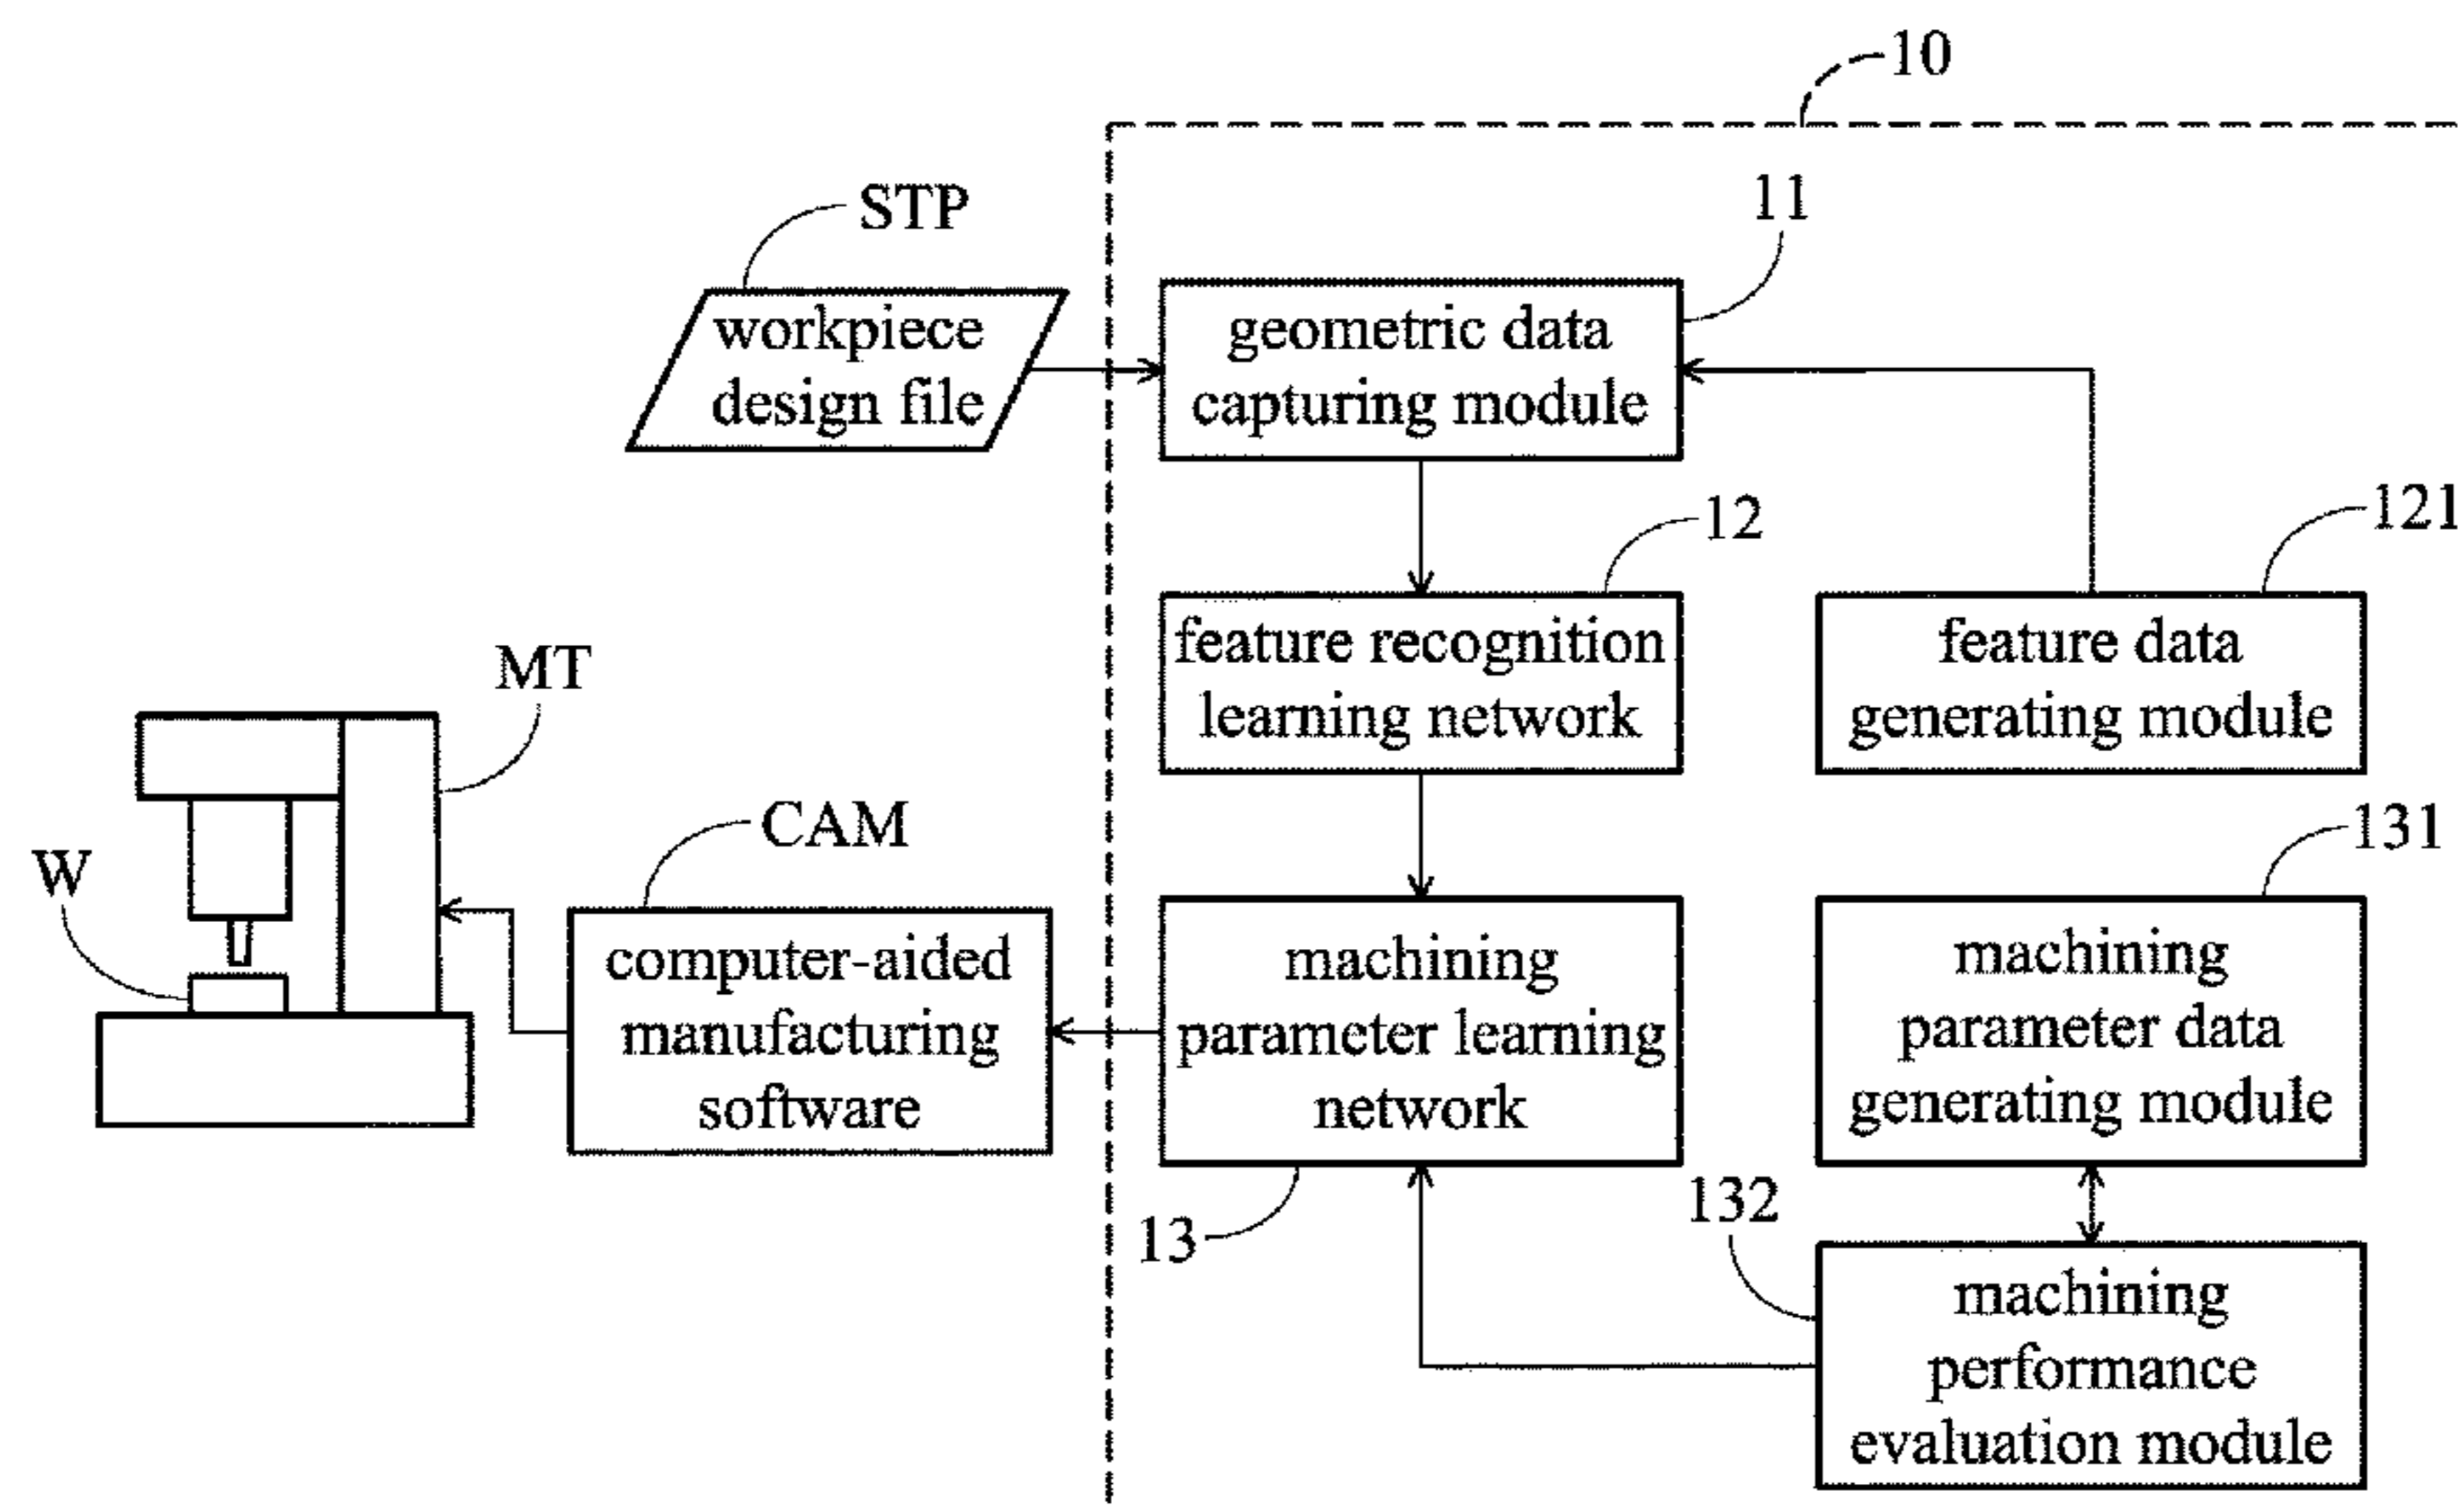 10
STP
11
workpiece
design file
geometric data
capturing module
12
121
feature recognition
learning network
feature data
generating module
MT
CAM
W
131
computer-aided
manufacturing
software
machining
parameter learning
network
machining
parameter data
generating module
13
132
machining
performance
evaluation module